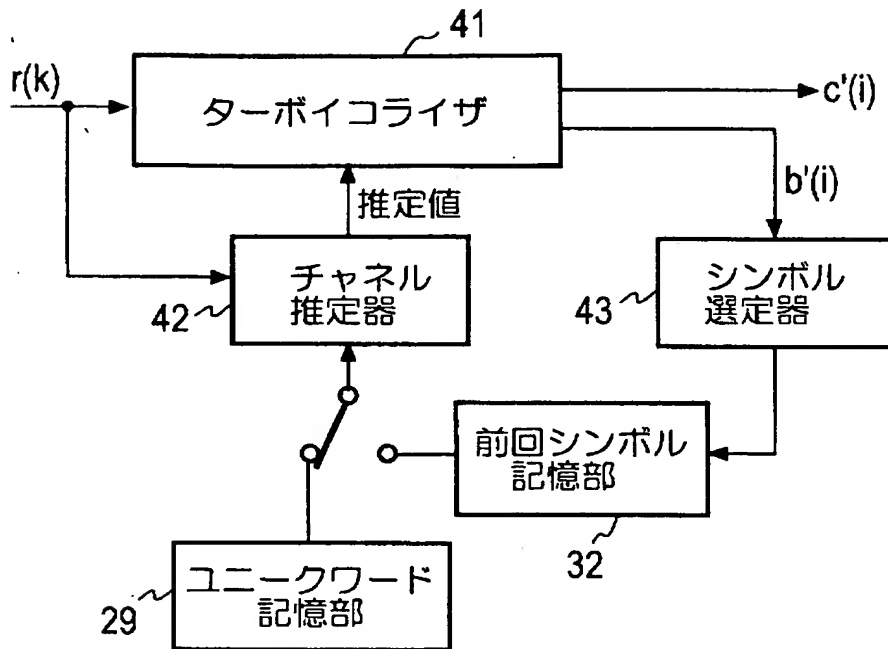 41
r(k)
ターボイコライザ
c'(i)
推定値
b'(i)
チャネル
推定器
42
シンボル
選定器
43
前回シンボル
記憶部
32
ユニークワード
記憶部
29